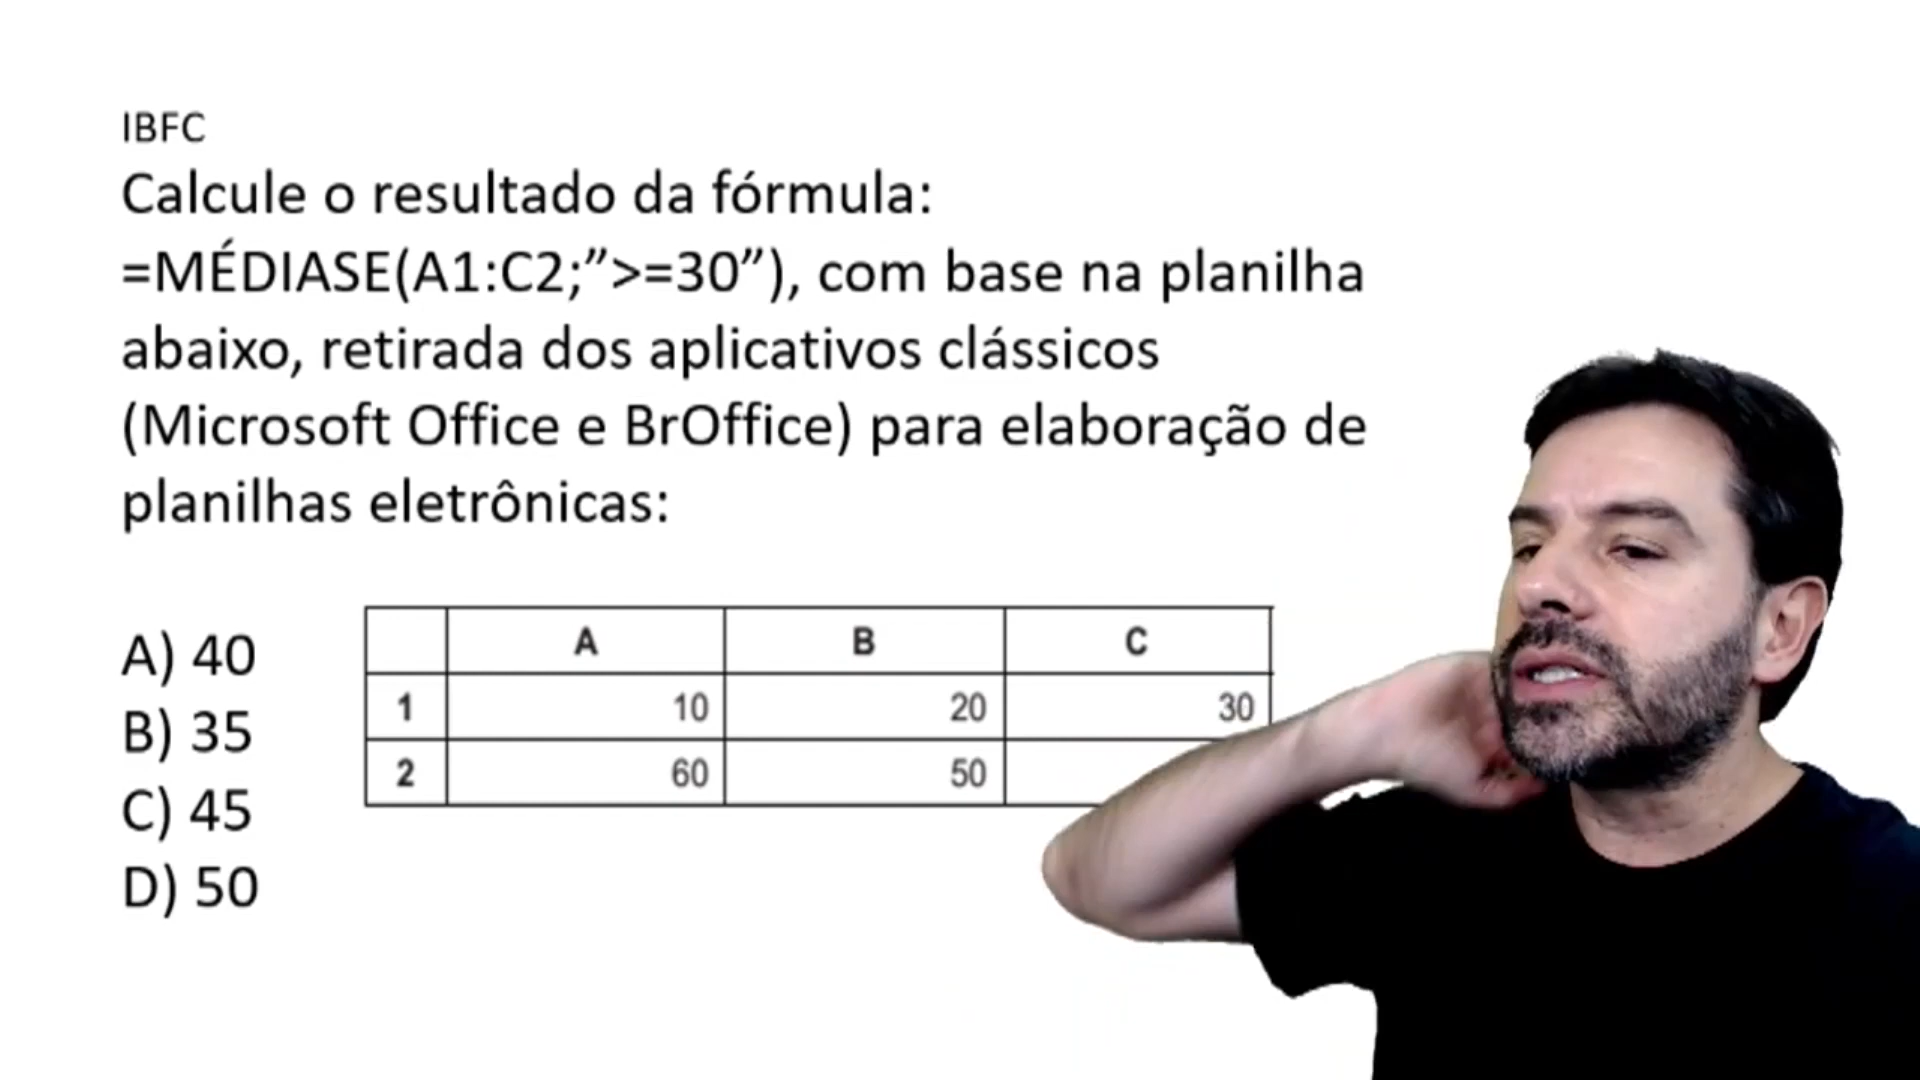 IBFC
Calcule o resultado da fórmula:
=MÉDIASE(A1:C2;”>=30”), com base na planilha
abaixo, retirada dos aplicativos clássicos
(Microsoft Office e BrOffice) para elaboração de
planilhas eletrônicas:
A) 40
B) 35
C) 45
D) 50
A B C
1 10 20 30
2 60 50